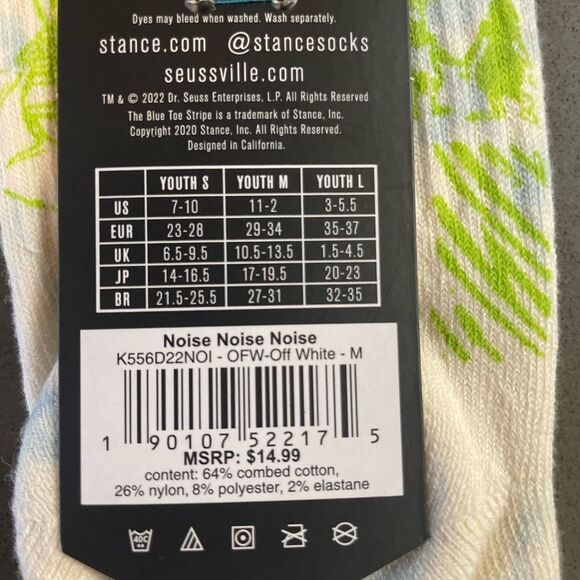 Dyes may bleed when washed. Wash separately.
stance.com @stancesocks
seussville.com
TM & © 2022 Dr. Seuss Enterprises, L.P. All Rights Reserved
The Blue Toe Stripe is a trademark of Stance, Inc.
Copyright 2020 Stance, Inc. All Rights Reserved.
Designed in California.
YOUTH S YOUTH M YOUTH L
US 7-10 11-2 3-5.5
EUR 23-28 29-34 35-37
UK 6.5-9.5 10.5-13.5 1.5-4.5
JP 14-16.5 17-19.5 20-23
BR 21.5-25.5 27-31 32-35
Noise Noise Noise
K556D22NOI - OFW-Off White - M
1 90107 52217 5
MSRP: $14.99
content: 64% combed cotton,
26% nylon, 8% polyester, 2% elastane
40C